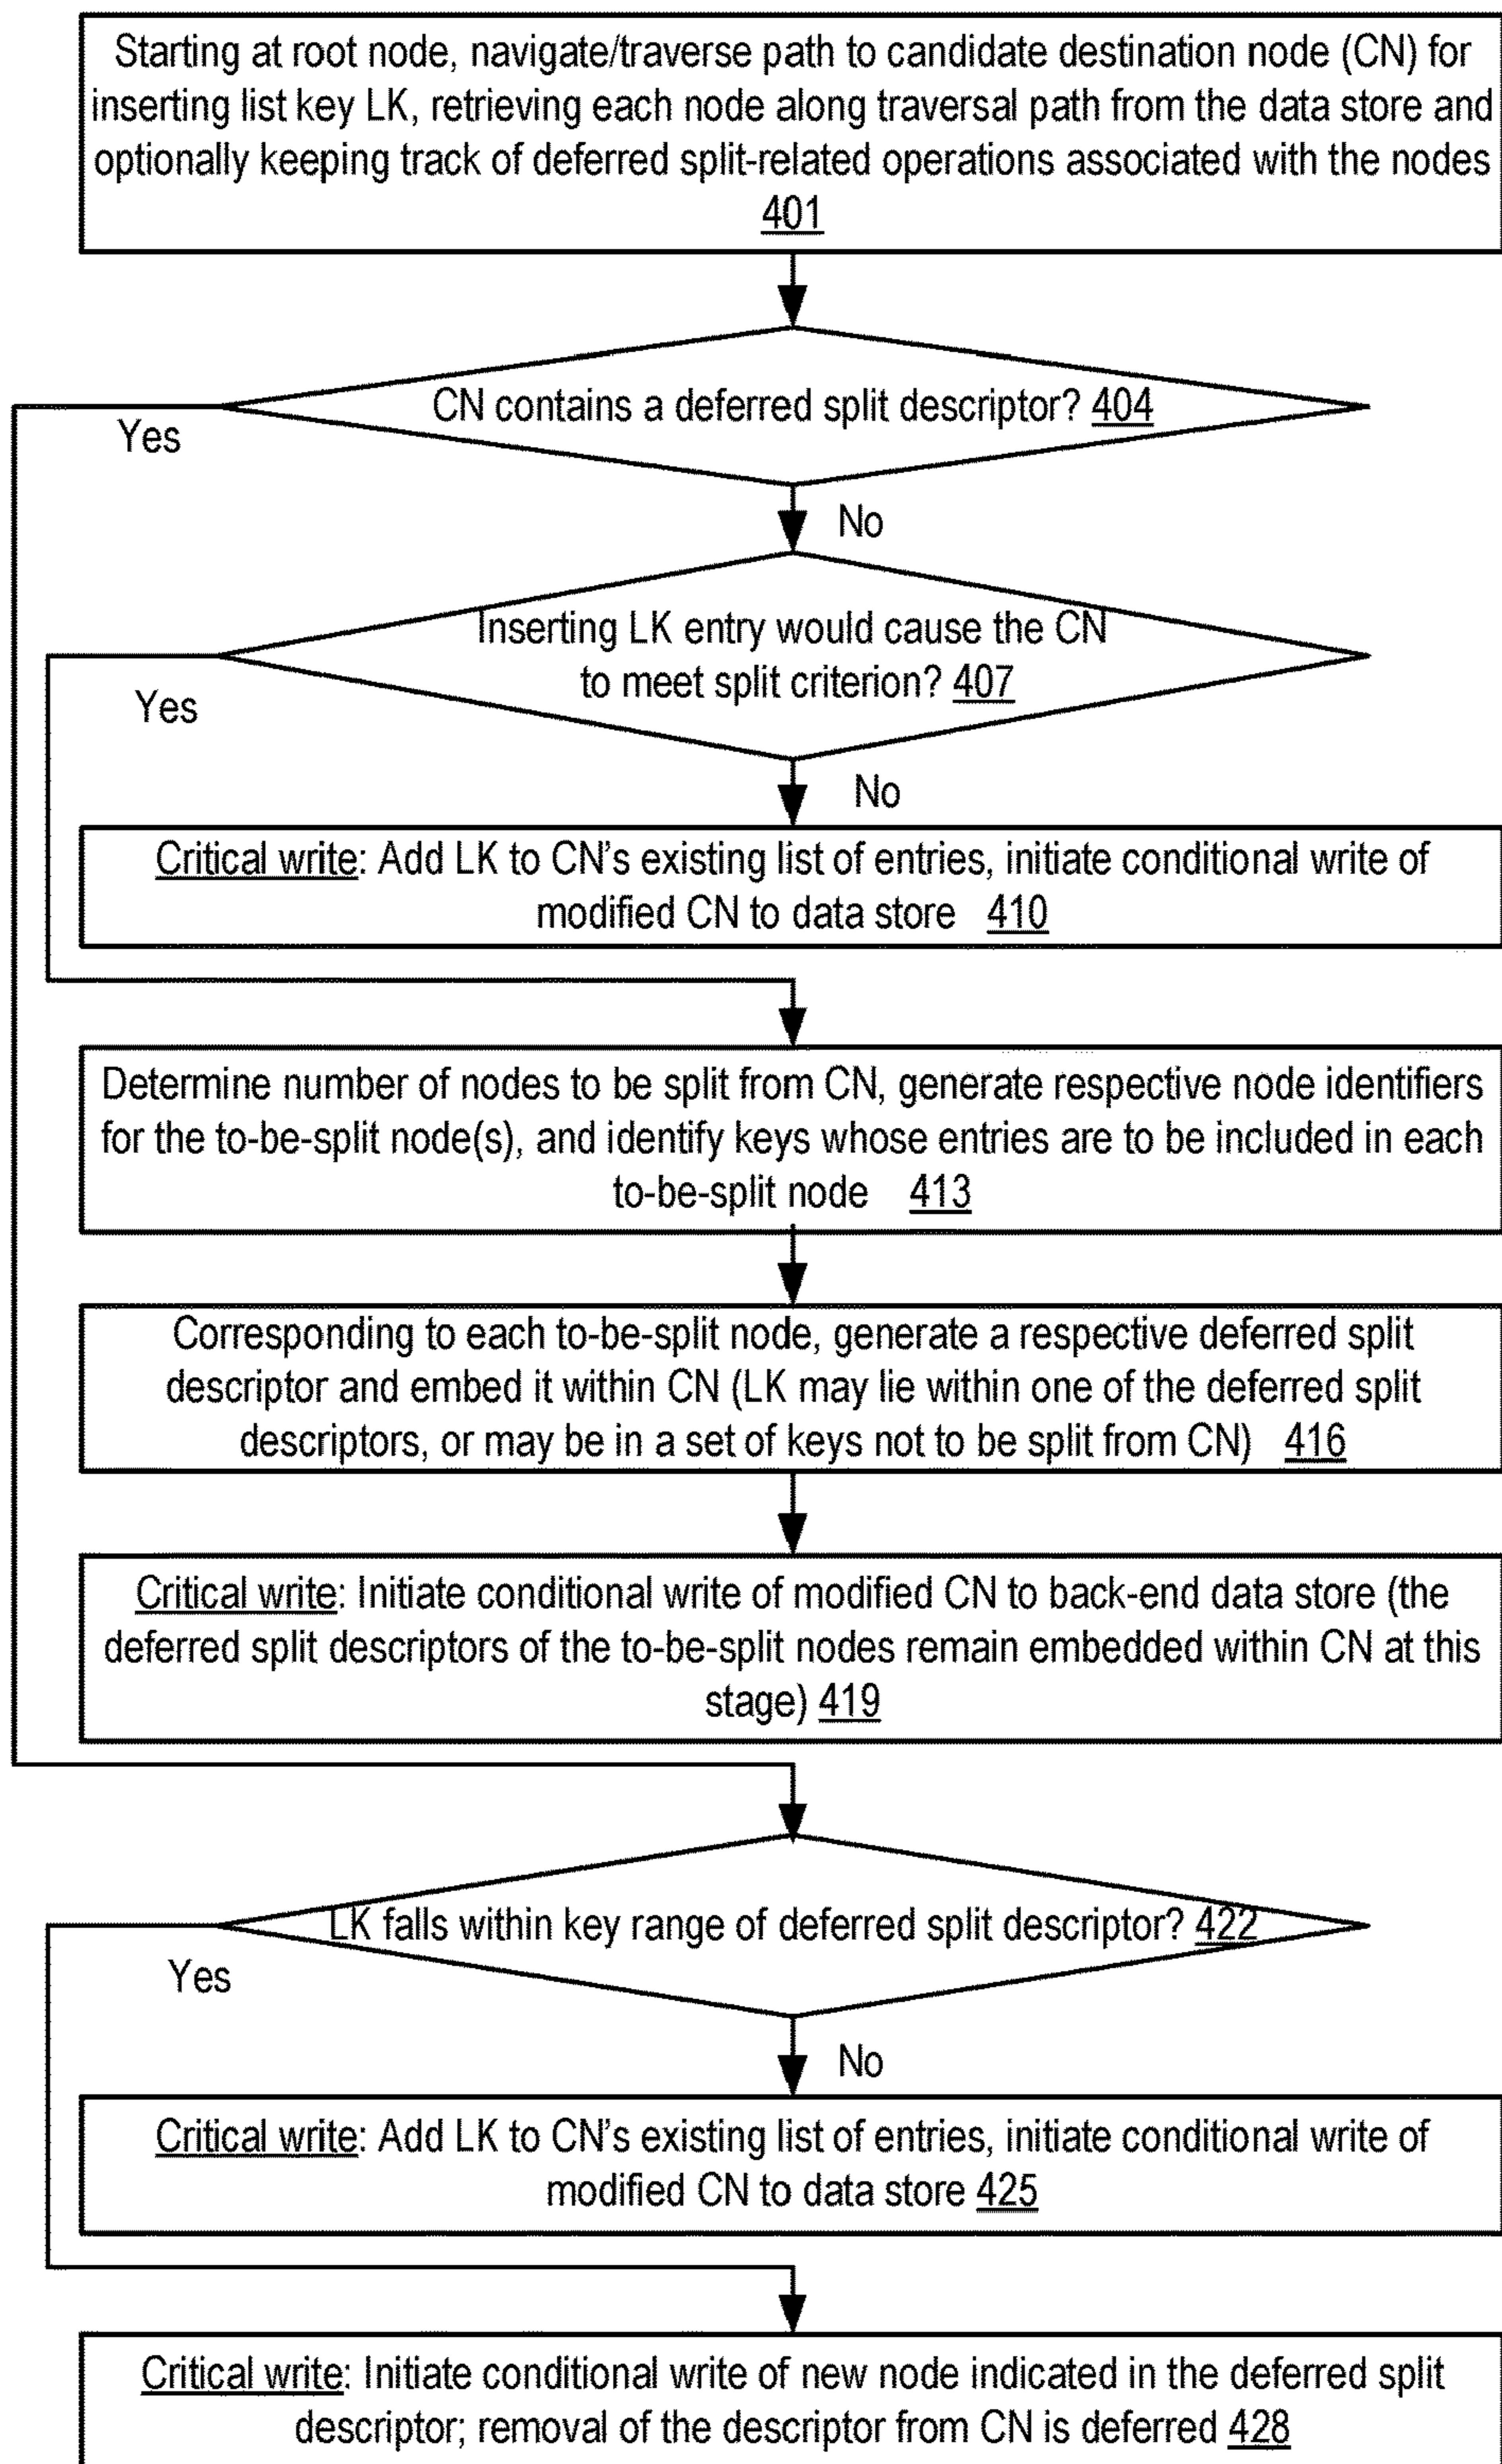 Starting at root node, navigate/traverse path to candidate destination node (CN) for
inserting list key LK, retrieving each node along traversal path from the data store and
optionally keeping track of deferred split-related operations associated with the nodes
401
CN contains a deferred split descriptor? 404
Yes
No
Inserting LK entry would cause the CN
to meet split criterion? 407
Yes
No
Critical write: Add LK to CN’s existing list of entries, initiate conditional write of
modified CN to data store 410
Determine number of nodes to be split from CN, generate respective node identifiers
for the to-be-split node(s), and identify keys whose entries are to be included in each
to-be-split node 413
Corresponding to each to-be-split node, generate a respective deferred split
descriptor and embed it within CN (LK may lie within one of the deferred split
descriptors, or may be in a set of keys not to be split from CN) 416
Critical write: Initiate conditional write of modified CN to back-end data store (the
deferred split descriptors of the to-be-split nodes remain embedded within CN at this
stage) 419
LK falls within key range of deferred split descriptor? 422
Yes
No
Critical write: Add LK to CN’s existing list of entries, initiate conditional write of
modified CN to data store 425
Critical write: Initiate conditional write of new node indicated in the deferred split
descriptor; removal of the descriptor from CN is deferred 428